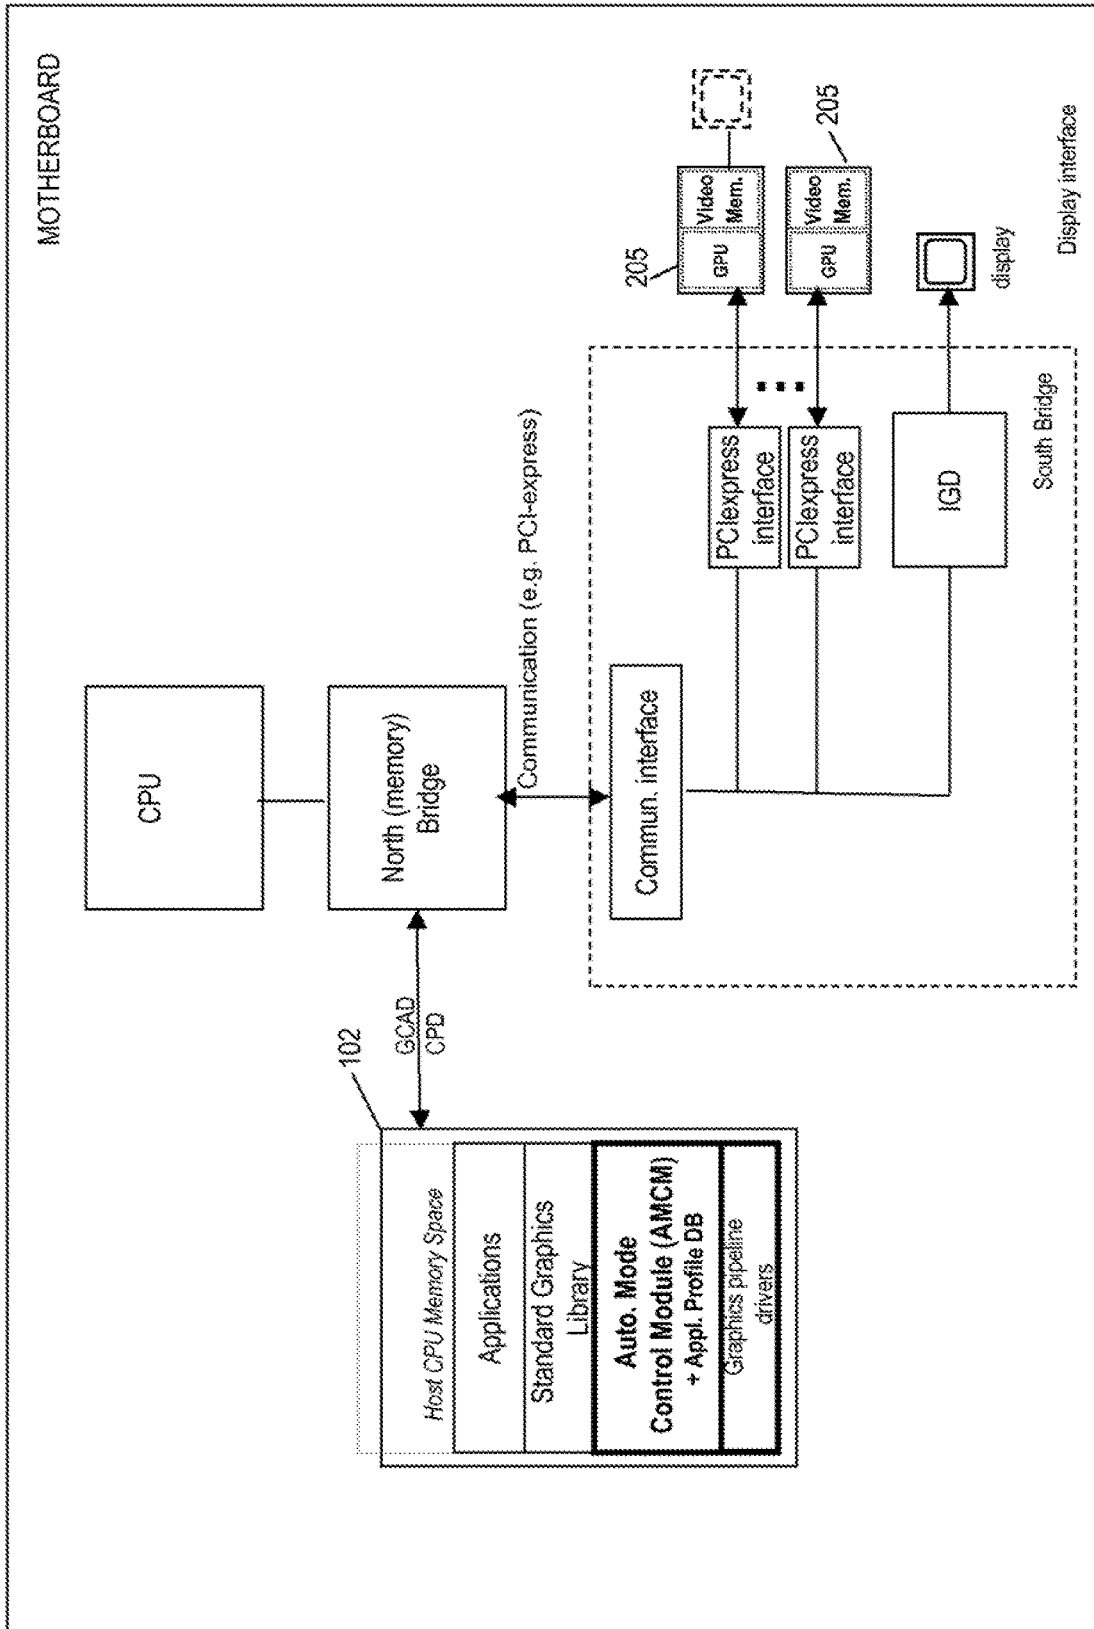 MOTHERBOARD
CPU
North (memory)
Bridge
Communication (e.g. PCI-express)
GCAD
CPD
102
Host CPU Memory Space
Applications
Standard Graphics
Library
Auto. Mode
Control Module (AMCM)
+ Appl. Profile DB
Graphics pipeline
drivers
Commun. interface
PCIexpress
interface
PCIexpress
interface
IGD
South Bridge
205
GPU
Video
Mem.
GPU
Video
Mem.
205
display
Display interface